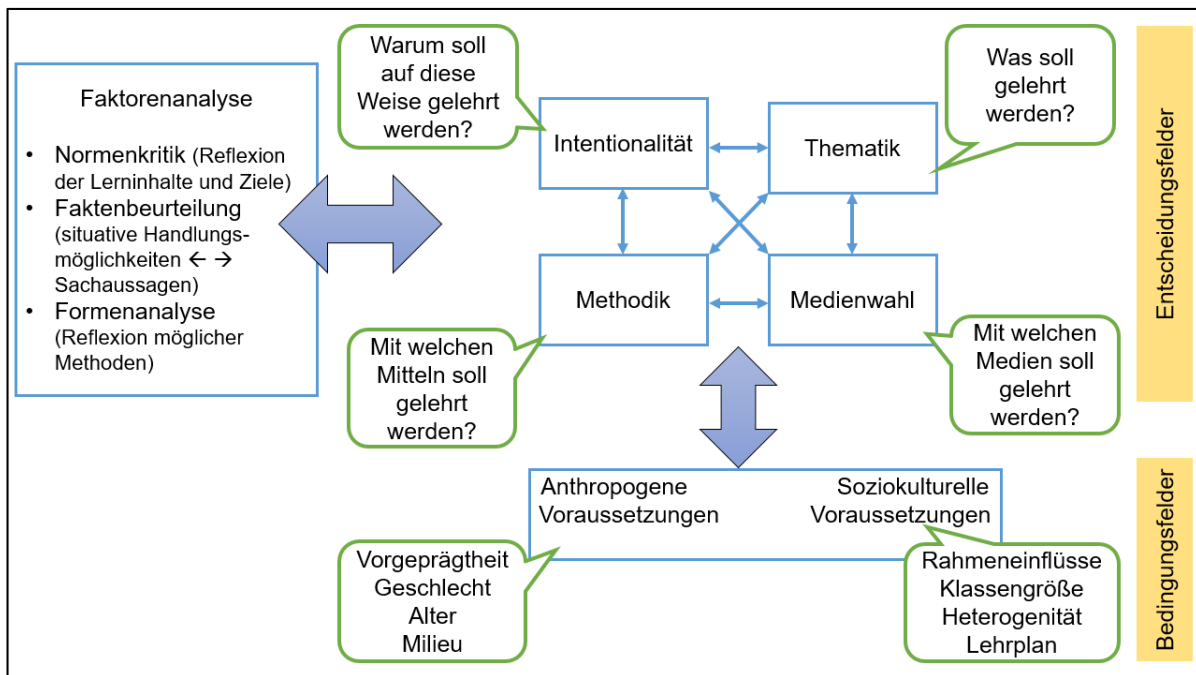 Faktorenanalyse
• Normenkritik (Reflexion
der Lerninhalte und Ziele)
• Faktenbeurteilung
(situative Handlungs-
möglichkeiten ← →
Sachaussagen)
• Formenanalyse
(Reflexion möglicher
Methoden)
Warum soll
auf diese
Weise gelehrt
werden?
Was soll
gelehrt
werden?
Intentionalität
Thematik
Methodik
Medienwahl
Mit welchen
Mitteln soll
gelehrt
werden?
Mit welchen
Medien soll
gelehrt
werden?
Entscheidungsfelder
Anthropogene
Voraussetzungen
Soziokulturelle
Voraussetzungen
Vorgeprägtheit
Geschlecht
Alter
Milieu
Rahmeneinflüsse
Klassengröße
Heterogenität
Lehrplan
Bedingungsfelder